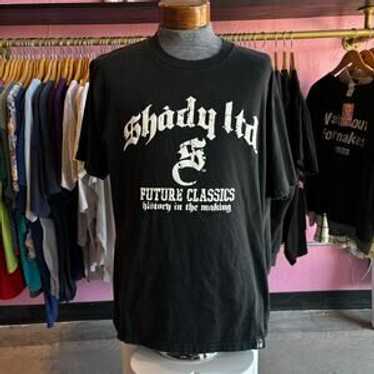 Shady ltd.
S
FUTURE CLASSICS
history in the making